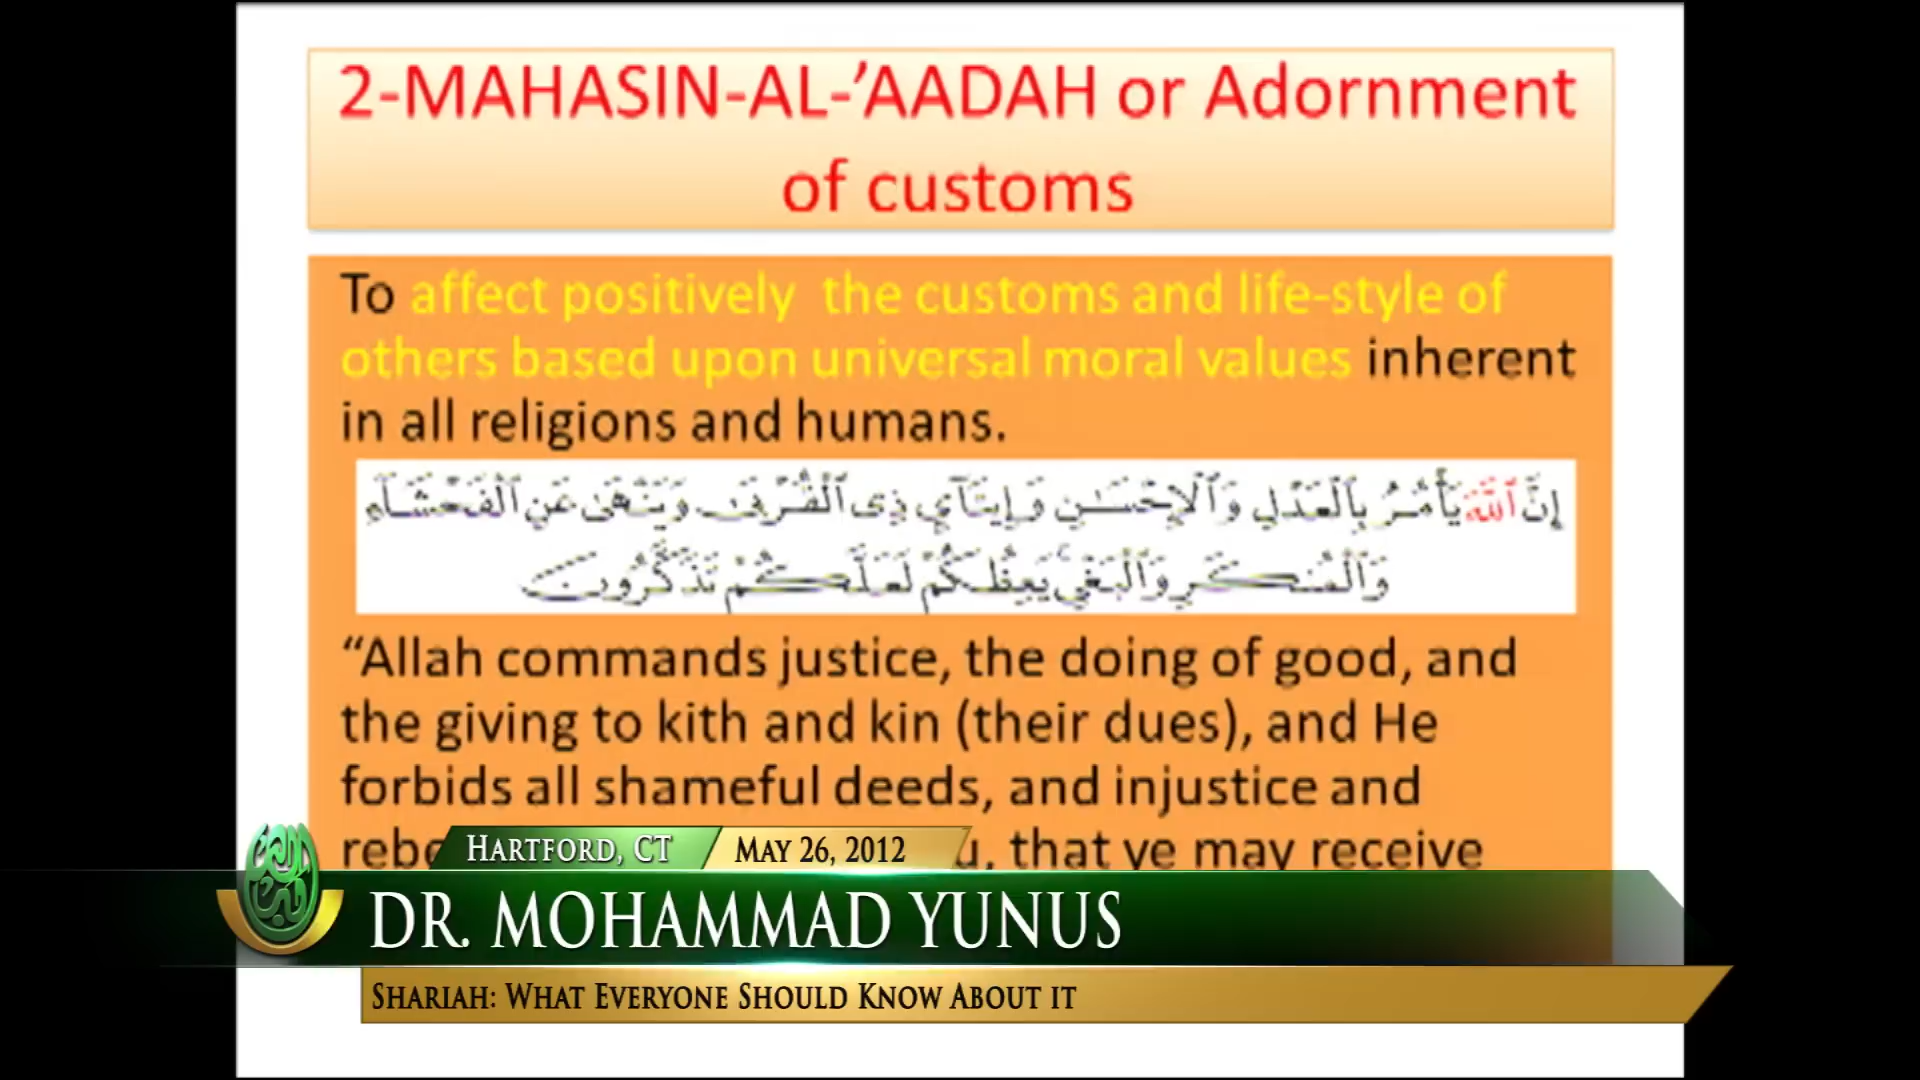 2-MAHASIN-AL-’AADAH or Adornment
of customs
To affect positively the customs and life-style of
others based upon universal moral values inherent
in all religions and humans.
إِنَّ ٱللَّهَ يَأْمُرُ بِٱلْعَدْلِ وَٱلْإِحْسَـٰنِ وَإِيتَآئِ ذِى ٱلْقُرْبَىٰ وَيَنْهَىٰ عَنِ ٱلْفَحْشَآءِ
وَٱلْمُنكَرِ وَٱلْبَغْىِ ۚ يَعِظُكُمْ لَعَلَّكُمْ تَذَكَّرُونَ
“Allah commands justice, the doing of good, and
the giving to kith and kin (their dues), and He
forbids all shameful deeds, and injustice and
that ye may receive
HARTFORD, CT
MAY 26, 2012
DR. MOHAMMAD YUNUS
SHARIAH: WHAT EVERYONE SHOULD KNOW ABOUT IT